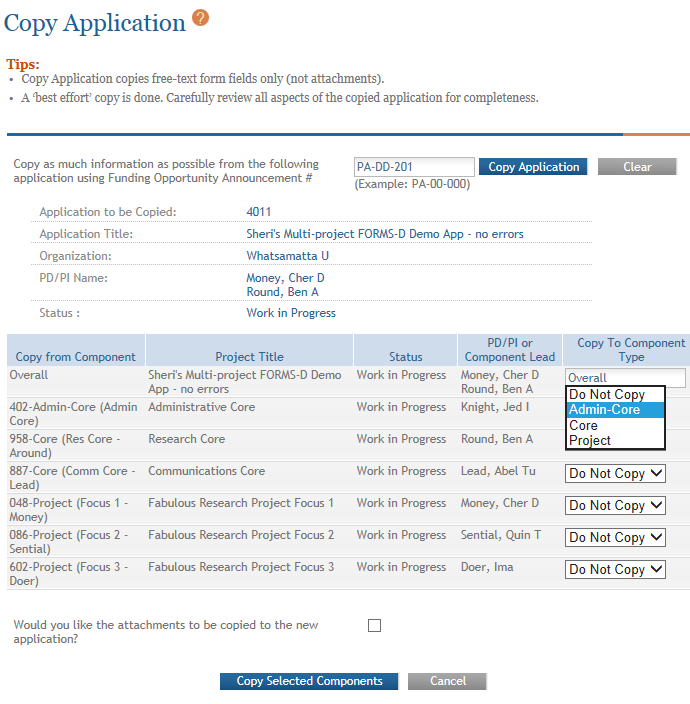 Copy Application ?
Tips:
• Copy Application copies free-text form fields only (not attachments).
• A ‘best effort’ copy is done. Carefully review all aspects of the copied application for completeness.
Copy as much information as possible from the following
application using Funding Opportunity Announcement #
PA-DD-201
Copy Application
Clear
(Example: PA-00-000)
Application to be Copied: 4011
Application Title: Sheri's Multi-project FORMS-D Demo App - no errors
Organization: Whatsamatta U
PD/PI Name: Money, Cher D
Round, Ben A
Status : Work in Progress
Copy from Component
Project Title
Status
PD/PI or
Component Lead
Copy To Component
Type
Overall
Sheri's Multi-project FORMS-D Demo
App - no errors
Work in Progress
Money, Cher D
Round, Ben A
Overall
402-Admin-Core (Admin
Core)
Administrative Core
Work in Progress
Knight, Jed I
Do Not Copy
Admin-Core
Core
Project
958-Core (Res Core -
Around)
Research Core
Work in Progress
Round, Ben A
887-Core (Comm Core -
Lead)
Communications Core
Work in Progress
Lead, Abel Tu
Do Not Copy
048-Project (Focus 1 -
Money)
Fabulous Research Project Focus 1
Work in Progress
Money, Cher D
Do Not Copy
086-Project (Focus 2 -
Sential)
Fabulous Research Project Focus 2
Work in Progress
Sential, Quin T
Do Not Copy
602-Project (Focus 3 -
Doer)
Fabulous Research Project Focus 3
Work in Progress
Doer, Ima
Do Not Copy
Would you like the attachments to be copied to the new
application?
Copy Selected Components
Cancel